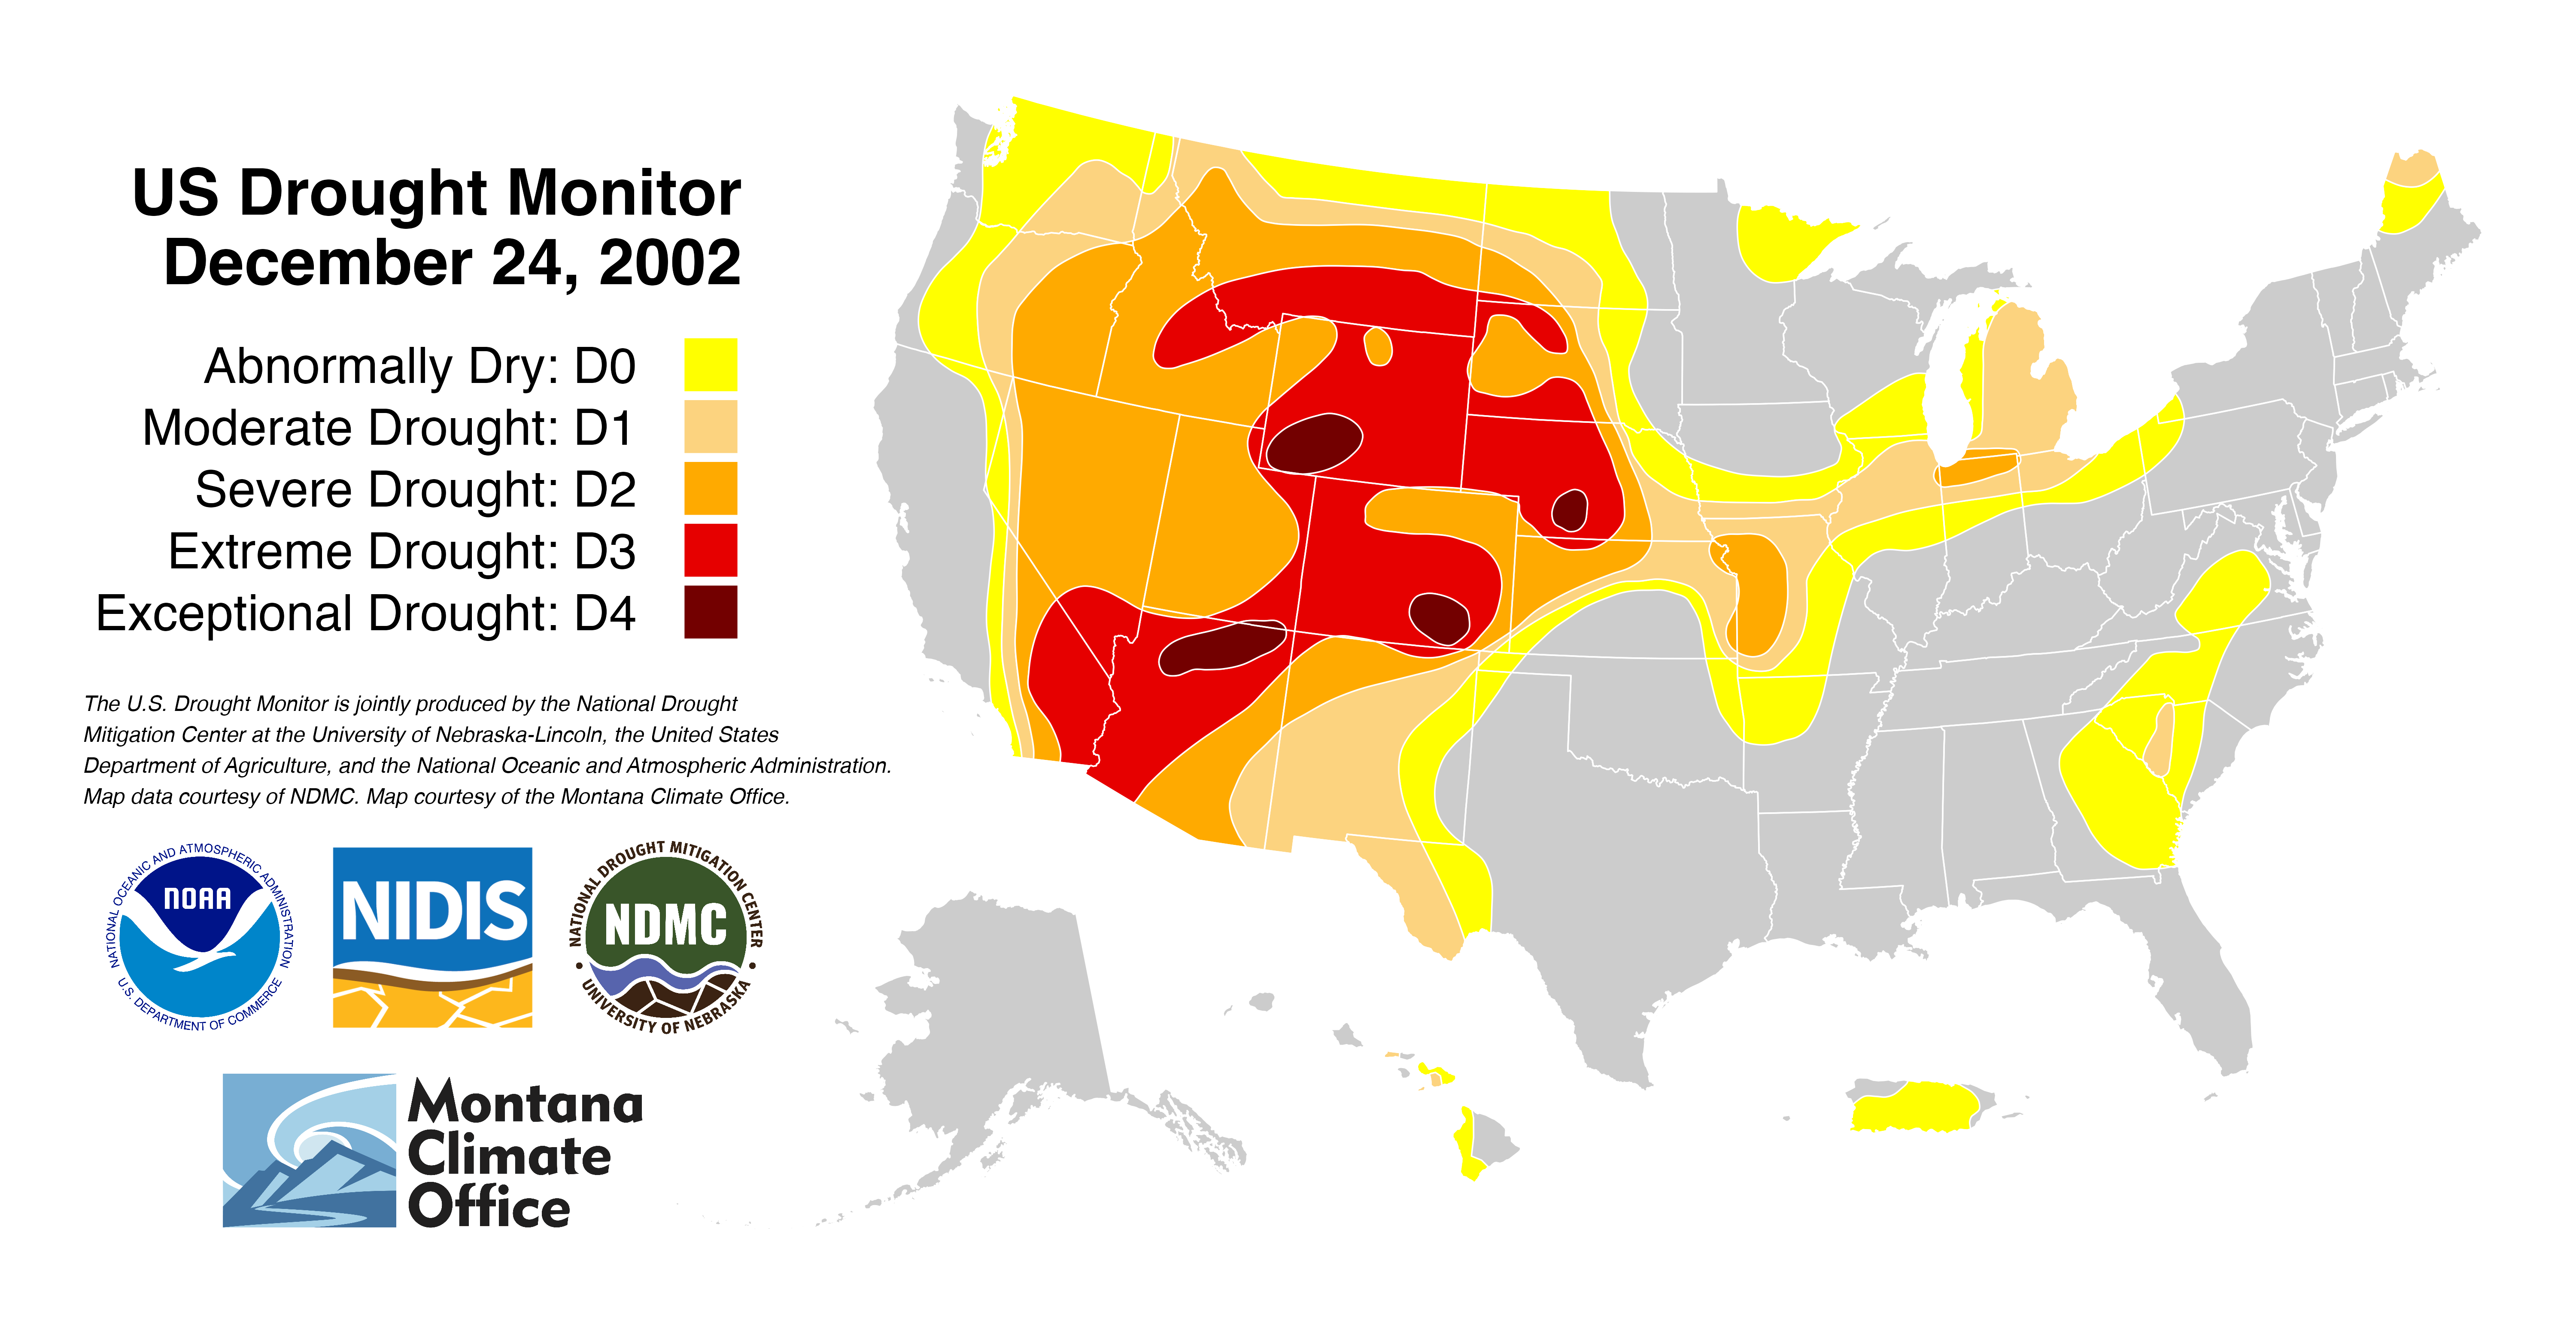 US Drought Monitor
December 24, 2002
Abnormally Dry: D0
Moderate Drought: D1
Severe Drought: D2
Extreme Drought: D3
Exceptional Drought: D4
The U.S. Drought Monitor is jointly produced by the National Drought
Mitigation Center at the University of Nebraska-Lincoln, the United States
Department of Agriculture, and the National Oceanic and Atmospheric Administration.
Map data courtesy of NDMC. Map courtesy of the Montana Climate Office.
NATIONAL OCEANIC AND ATMOSPHERIC ADMINISTRATION
NOAA
U.S. DEPARTMENT OF COMMERCE
NIDIS
NATIONAL DROUGHT MITIGATION CENTER
NDMC
UNIVERSITY OF NEBRASKA
Montana
Climate
Office